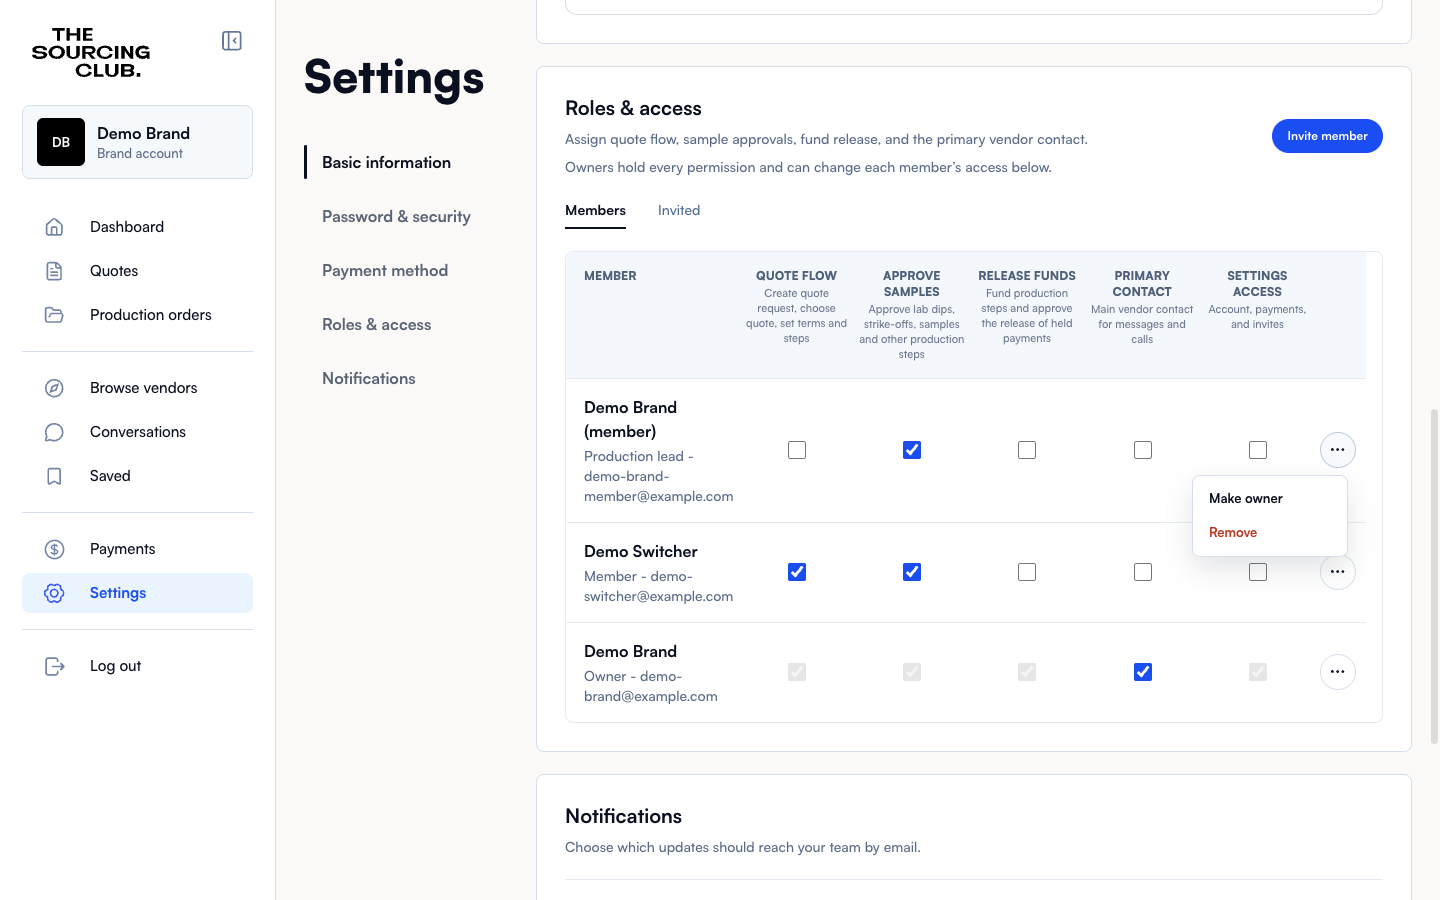 THE
SOURCING
CLUB.
DB
Demo Brand
Brand account
Dashboard
Quotes
Production orders
Browse vendors
Conversations
Saved
Payments
Settings
Log out
Settings
Basic information
Password & security
Payment method
Roles & access
Notifications
Roles & access
Assign quote flow, sample approvals, fund release, and the primary vendor contact.
Owners hold every permission and can change each member’s access below.
Invite member
Members
Invited
MEMBER
QUOTE FLOW
Create quote
request, choose
quote, set terms and
steps
APPROVE
SAMPLES
Approve lab dips,
strike-offs, samples
and other production
steps
RELEASE FUNDS
Fund production
steps and approve
the release of held
payments
PRIMARY
CONTACT
Main vendor contact
for messages and
calls
SETTINGS
ACCESS
Account, payments,
and invites
Demo Brand
(member)
Production lead -
demo-brand-
member@example.com
Make owner
Remove
Demo Switcher
Member - demo-
switcher@example.com
Demo Brand
Owner - demo-
brand@example.com
Notifications
Choose which updates should reach your team by email.